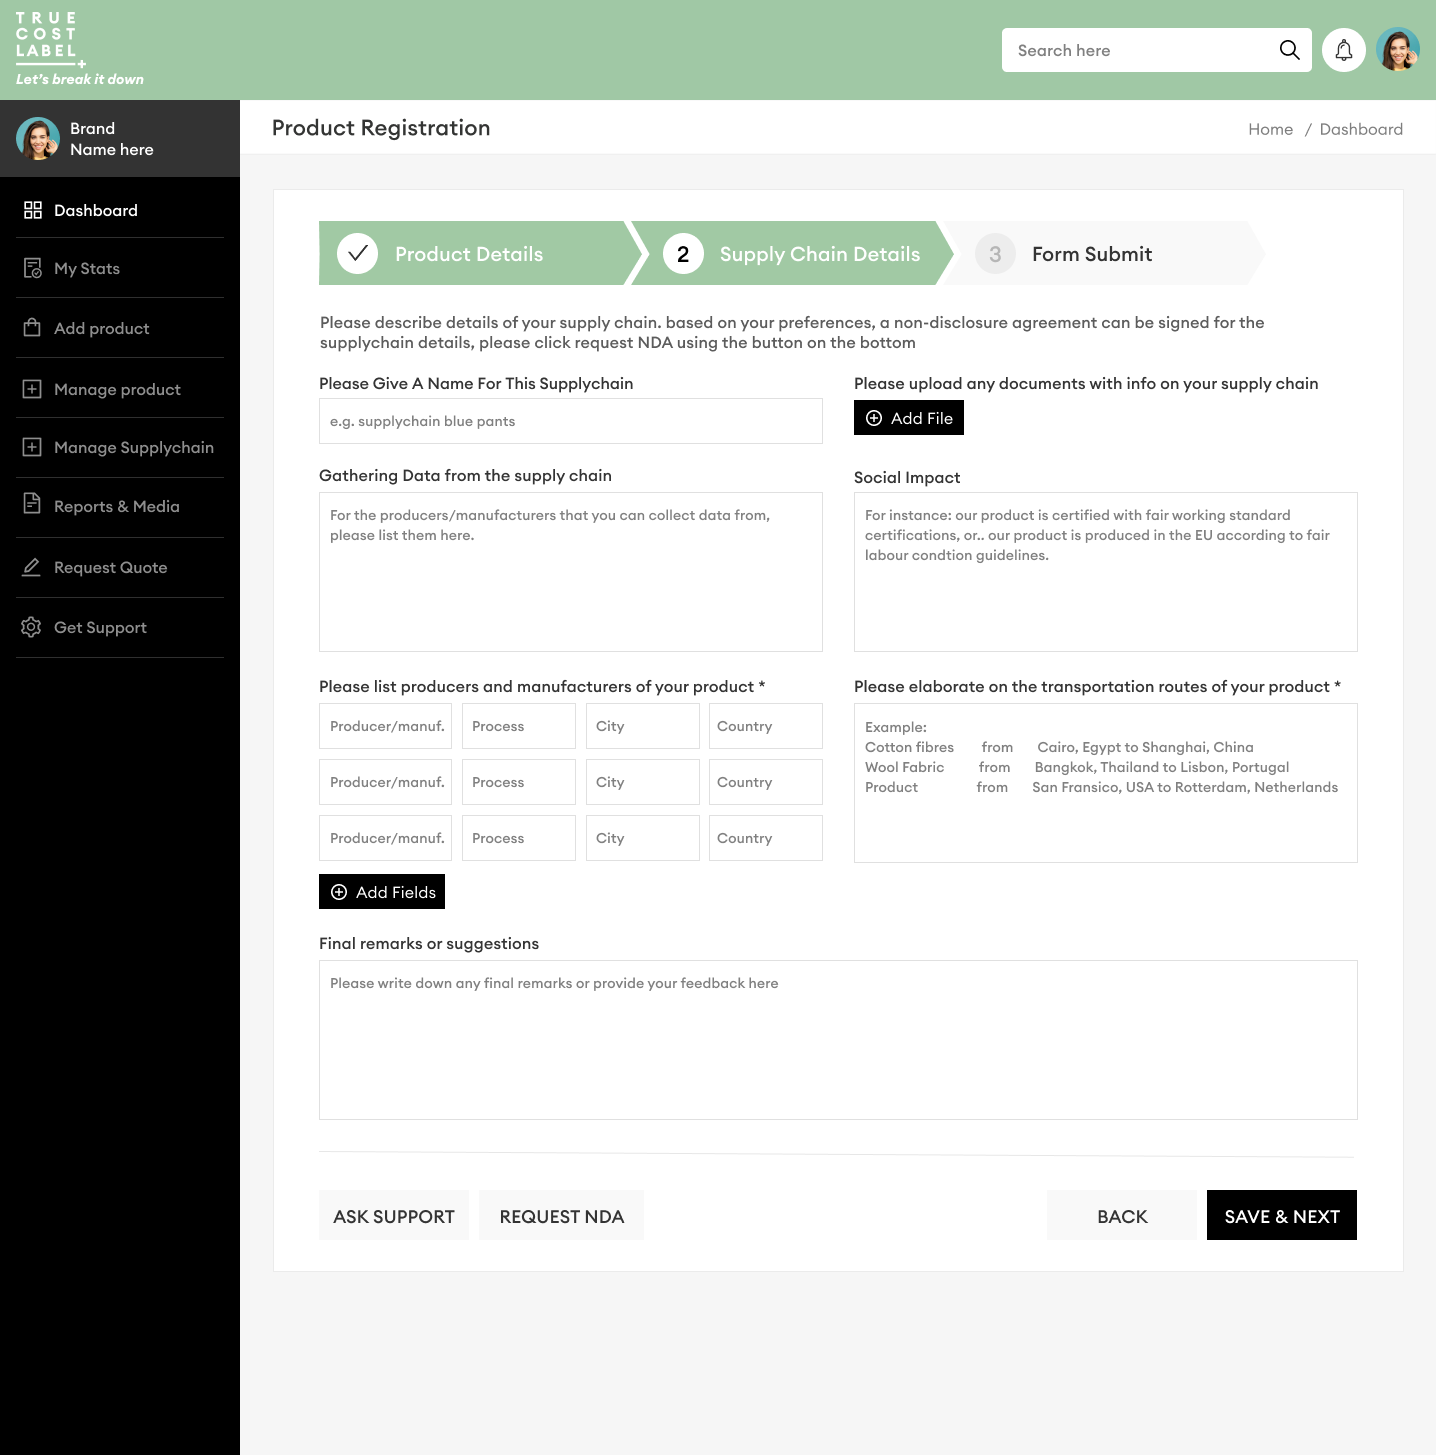 TRUE
COST
LABEL
Let's break it down
Search here
Brand
Name here
Product Registration
Home / Dashboard
Dashboard
My Stats
Add product
Manage product
Manage Supplychain
Reports & Media
Request Quote
Get Support
Product Details
2 Supply Chain Details
3 Form Submit
Please describe details of your supply chain. based on your preferences, a non-disclosure agreement can be signed for the
supplychain details, please click request NDA using the button on the bottom
Please Give A Name For This Supplychain
e.g. supplychain blue pants
Please upload any documents with info on your supply chain
Add File
Gathering Data from the supply chain
For the producers/manufacturers that you can collect data from,
please list them here.
Social Impact
For instance: our product is certified with fair working standard
certifications, or.. our product is produced in the EU according to fair
labour condtion guidelines.
Please list producers and manufacturers of your product *
Producer/manuf. Process City Country
Producer/manuf. Process City Country
Producer/manuf. Process City Country
Add Fields
Please elaborate on the transportation routes of your product *
Example:
Cotton fibres from Cairo, Egypt to Shanghai, China
Wool Fabric from Bangkok, Thailand to Lisbon, Portugal
Product from San Fransico, USA to Rotterdam, Netherlands
Final remarks or suggestions
Please write down any final remarks or provide your feedback here
ASK SUPPORT REQUEST NDA BACK SAVE & NEXT